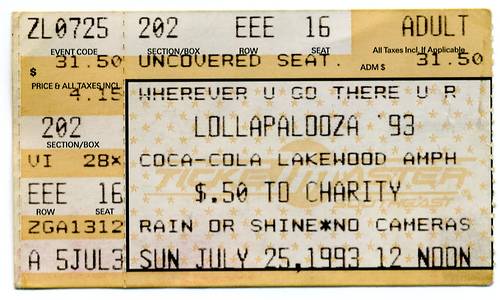 ZL0725 202 EEE 16 ADULT
EVENT CODE SECTION/BOX ROW SEAT All Taxes Incl. If Applicable
$ 31.50 UNCOVERED SEAT. ADM $ 31.50
PRICE & ALL TAXES INCL.
4.15 WHEREVER U GO THERE U R
202 LOLLAPALOOZA '93
SECTION/BOX
VI 28× COCA-COLA LAKEWOOD AMPH
TICKETMASTER
EEE 16 $.50 TO CHARITY
ROW SEAT
ZGA1312 RAIN OR SHINE*NO CAMERAS
A 5JUL3 SUN JULY 25,1993 12 NOON